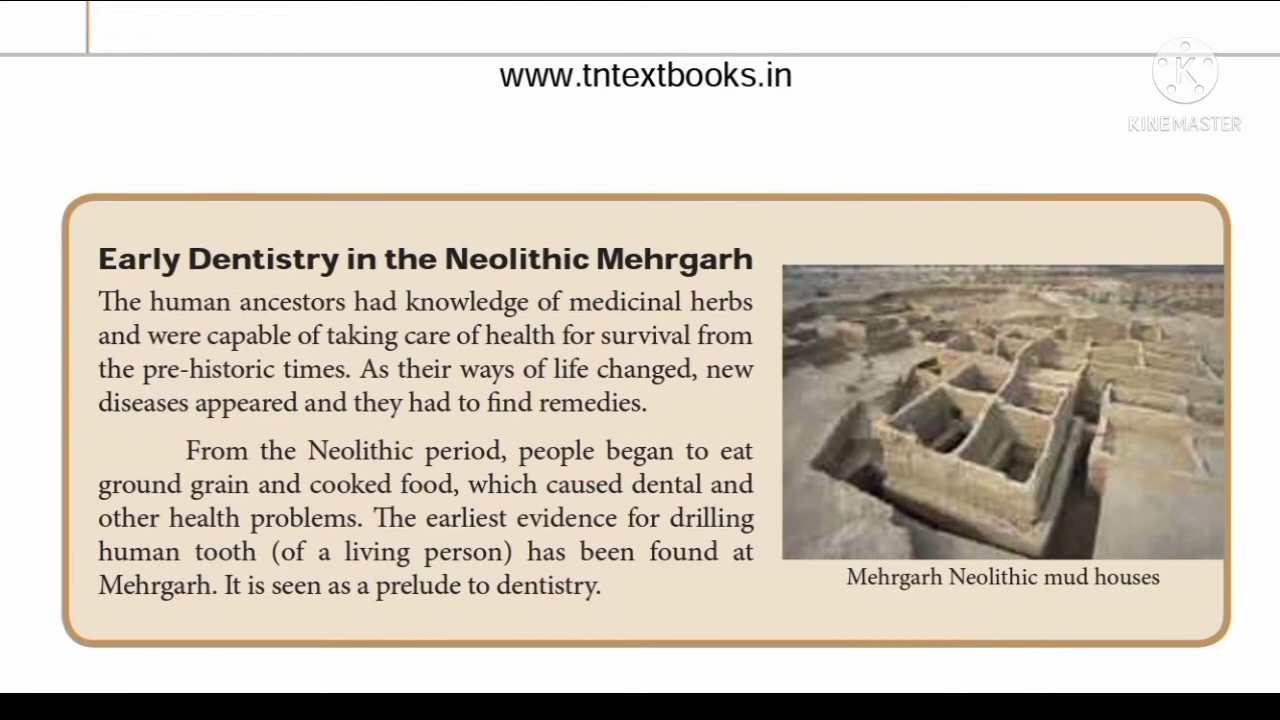 www.tntextbooks.in
K
KINEMASTER
Early Dentistry in the Neolithic Mehrgarh
The human ancestors had knowledge of medicinal herbs
and were capable of taking care of health for survival from
the pre-historic times. As their ways of life changed, new
diseases appeared and they had to find remedies.
From the Neolithic period, people began to eat
ground grain and cooked food, which caused dental and
other health problems. The earliest evidence for drilling
human tooth (of a living person) has been found at
Mehrgarh. It is seen as a prelude to dentistry.
Mehrgarh Neolithic mud houses